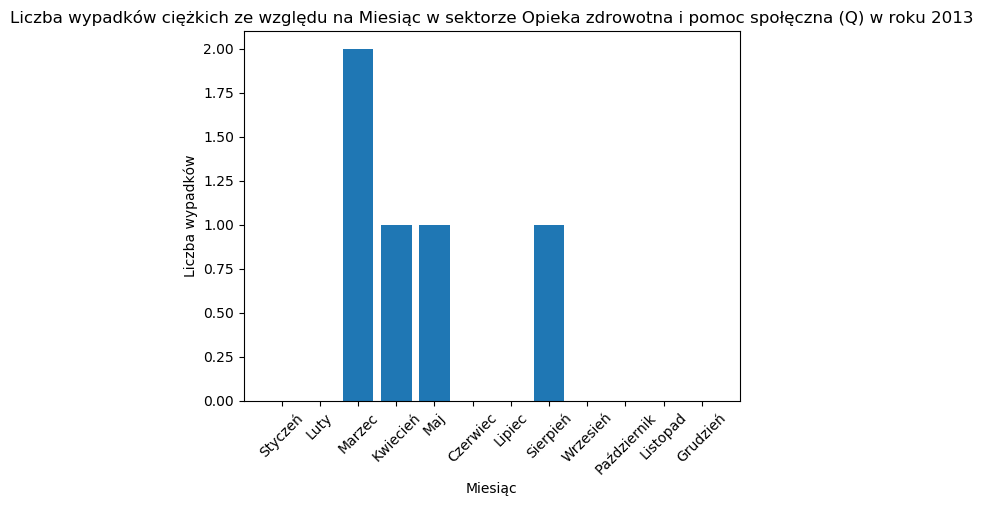 Liczba wypadków ciężkich ze względu na Miesiąc w sektorze Opieka zdrowotna i pomoc społęczna (Q) w roku 2013
Liczba wypadków
2.00
1.75
1.50
1.25
1.00
0.75
0.50
0.25
0.00
Styczeń
Luty
Marzec
Kwiecień
Maj
Czerwiec
Lipiec
Sierpień
Wrzesień
Październik
Listopad
Grudzień
Miesiąc